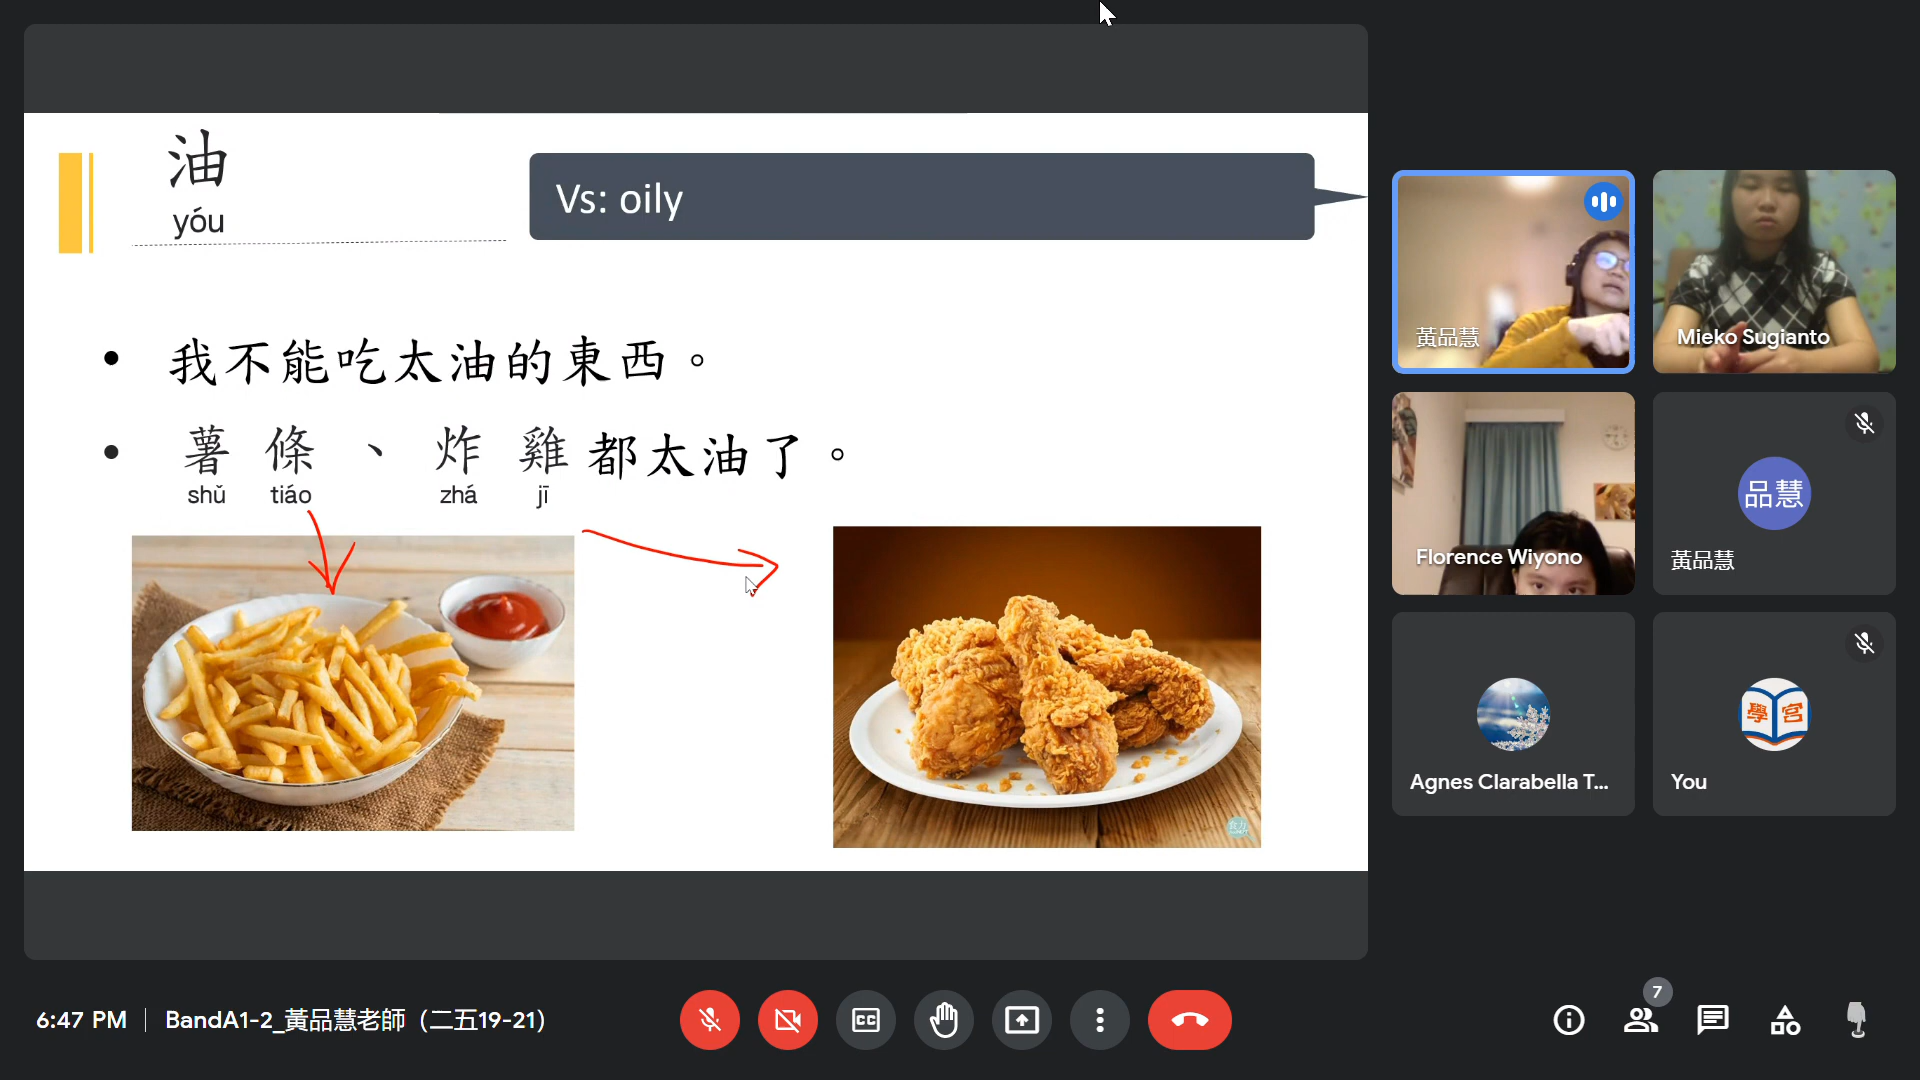 油
yóu
Vs: oily
• 我不能吃太油的東西。
• 薯條、炸雞都太油了。
shǔ tiáo zhá jī
黃品慧
Mieko Sugianto
Florence Wiyono
品慧
黃品慧
Agnes Clarabella T...
學宮
You
6:47 PM | BandA1-2_黃品慧老師（二五19-21）
CC
7